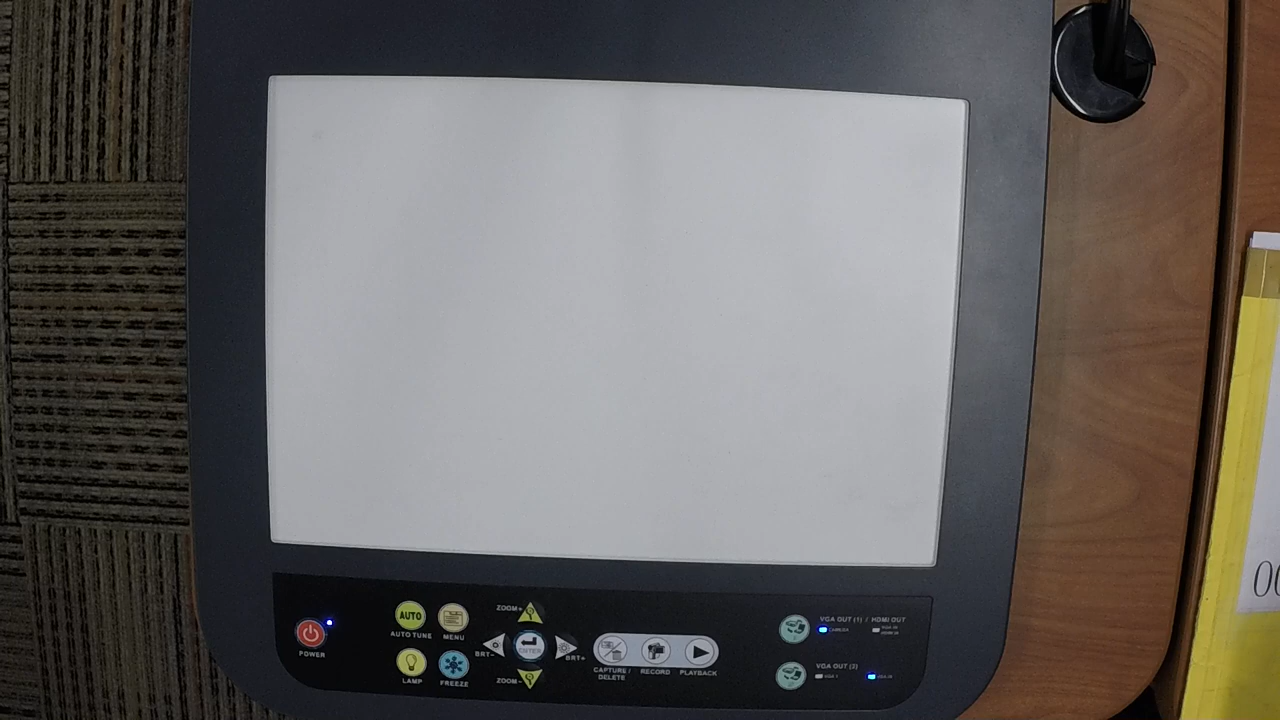 ZOOM+
AUTO
AUTO TUNE
MENU
POWER
BRT-
ENTER
BRT+
LAMP
FREEZE
ZOOM-
CAPTURE /
DELETE
RECORD
PLAYBACK
VGA OUT (1) / HDMI OUT
CAMERA
VGA OUT (2)